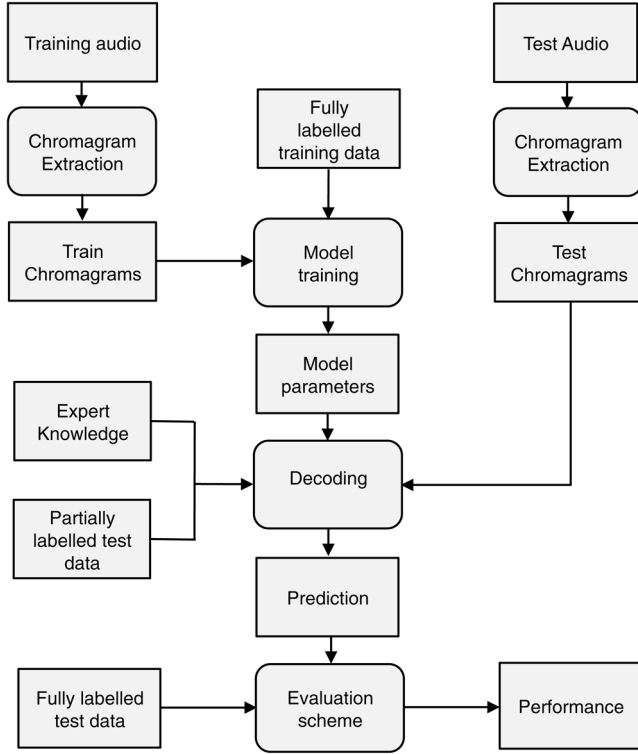 Training audio
Test Audio
Chromagram
Extraction
Fully
labelled
training data
Chromagram
Extraction
Train
Chromagrams
Model
training
Test
Chromagrams
Model
parameters
Expert
Knowledge
Decoding
Partially
labelled test
data
Prediction
Fully labelled
test data
Evaluation
scheme
Performance